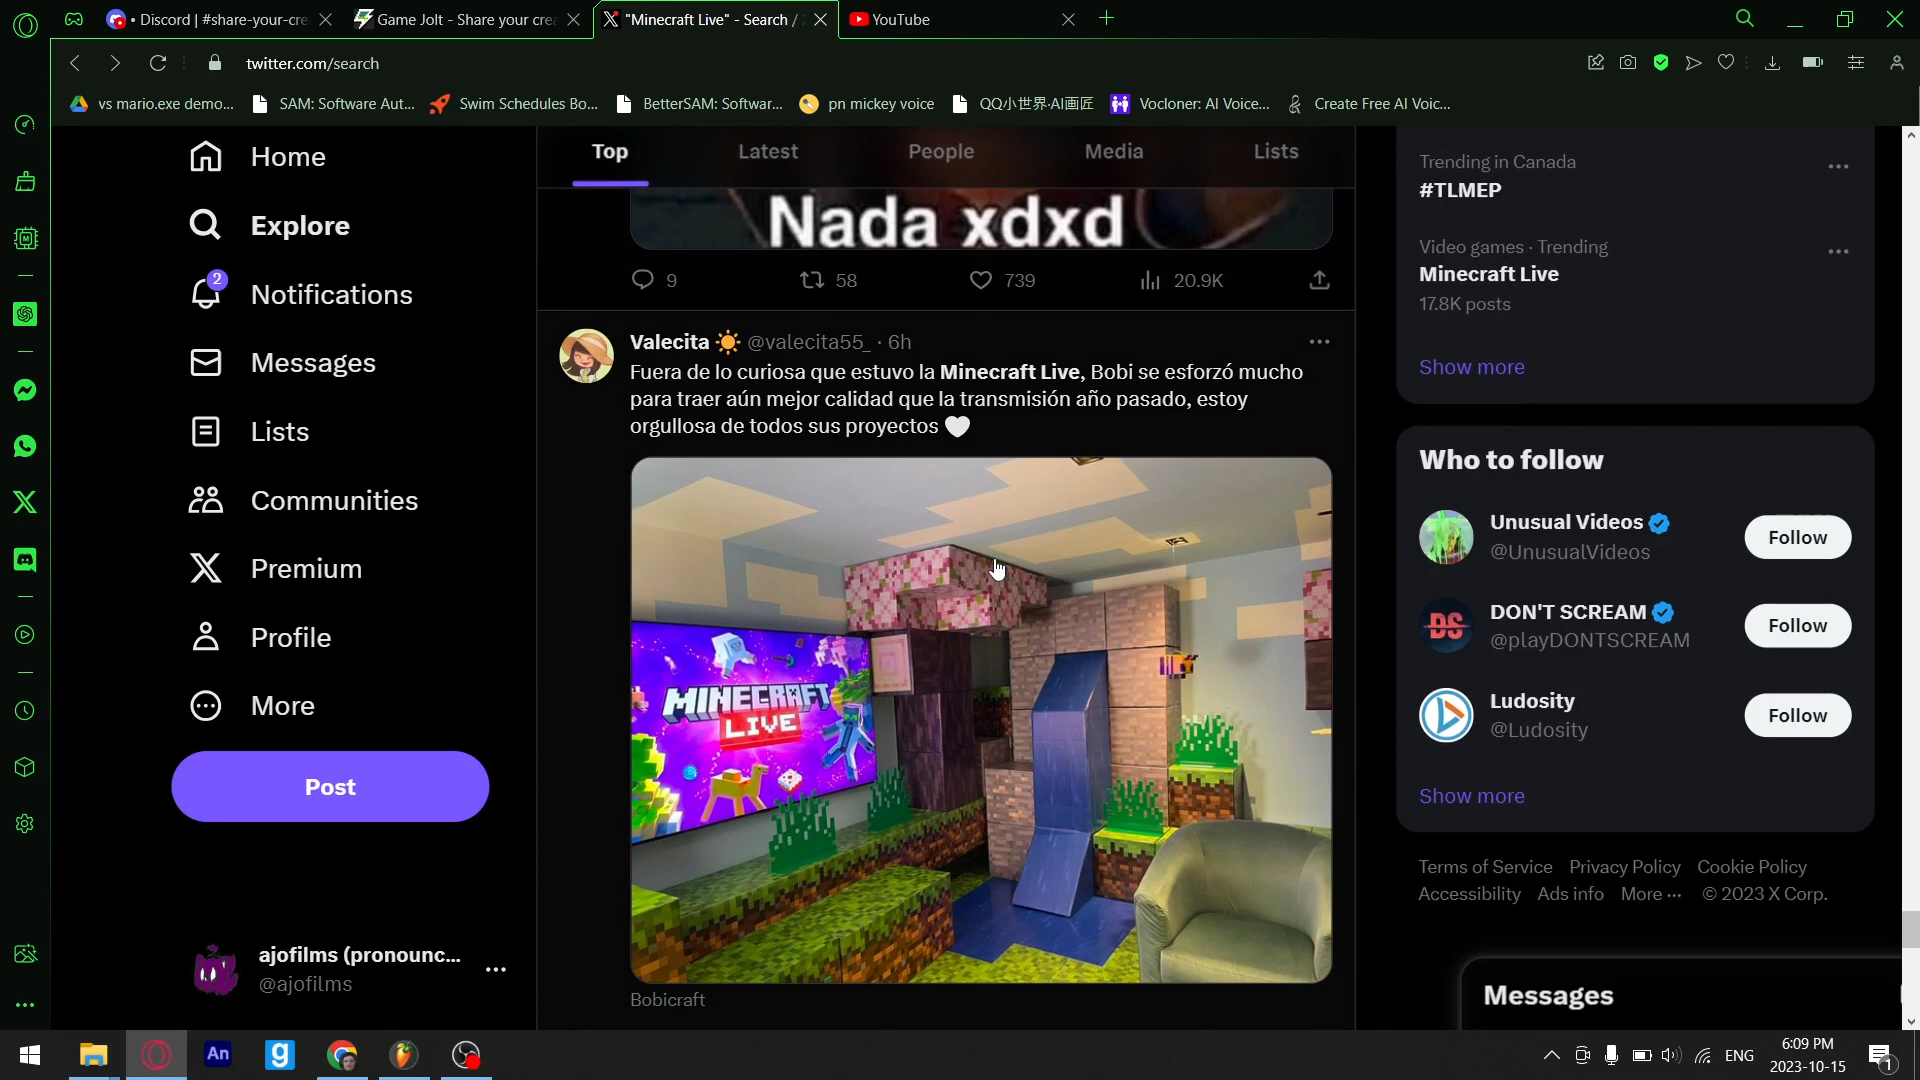 • Discord | #share-your-cre
Game Jolt - Share your crea
"Minecraft Live" - Search /
YouTube
twitter.com/search
vs mario.exe demo...
SAM: Software Aut...
Swim Schedules Bo...
BetterSAM: Softwar...
pn mickey voice
QQ小世界·AI画匠
Vocloner: AI Voice...
Create Free AI Voic...
Home
Explore
2
Notifications
Messages
Lists
Communities
Premium
Profile
More
Post
ajofilms (pronounc...
@ajofilms
Top
Latest
People
Media
Lists
Nada xdxd
9
58
739
20.9K
Valecita @valecita55_ · 6h
Fuera de lo curiosa que estuvo la Minecraft Live, Bobi se esforzó mucho
para traer aún mejor calidad que la transmisión año pasado, estoy
orgullosa de todos sus proyectos
MINECRAFT
LIVE
Bobicraft
Trending in Canada
#TLMEP
Video games · Trending
Minecraft Live
17.8K posts
Show more
Who to follow
Unusual Videos
@UnusualVideos
Follow
DS
DON'T SCREAM
@playDONTSCREAM
Follow
Ludosity
@Ludosity
Follow
Show more
Terms of Service Privacy Policy Cookie Policy
Accessibility Ads info More ··· © 2023 X Corp.
Messages
An
g
ENG
6:09 PM
2023-10-15
1